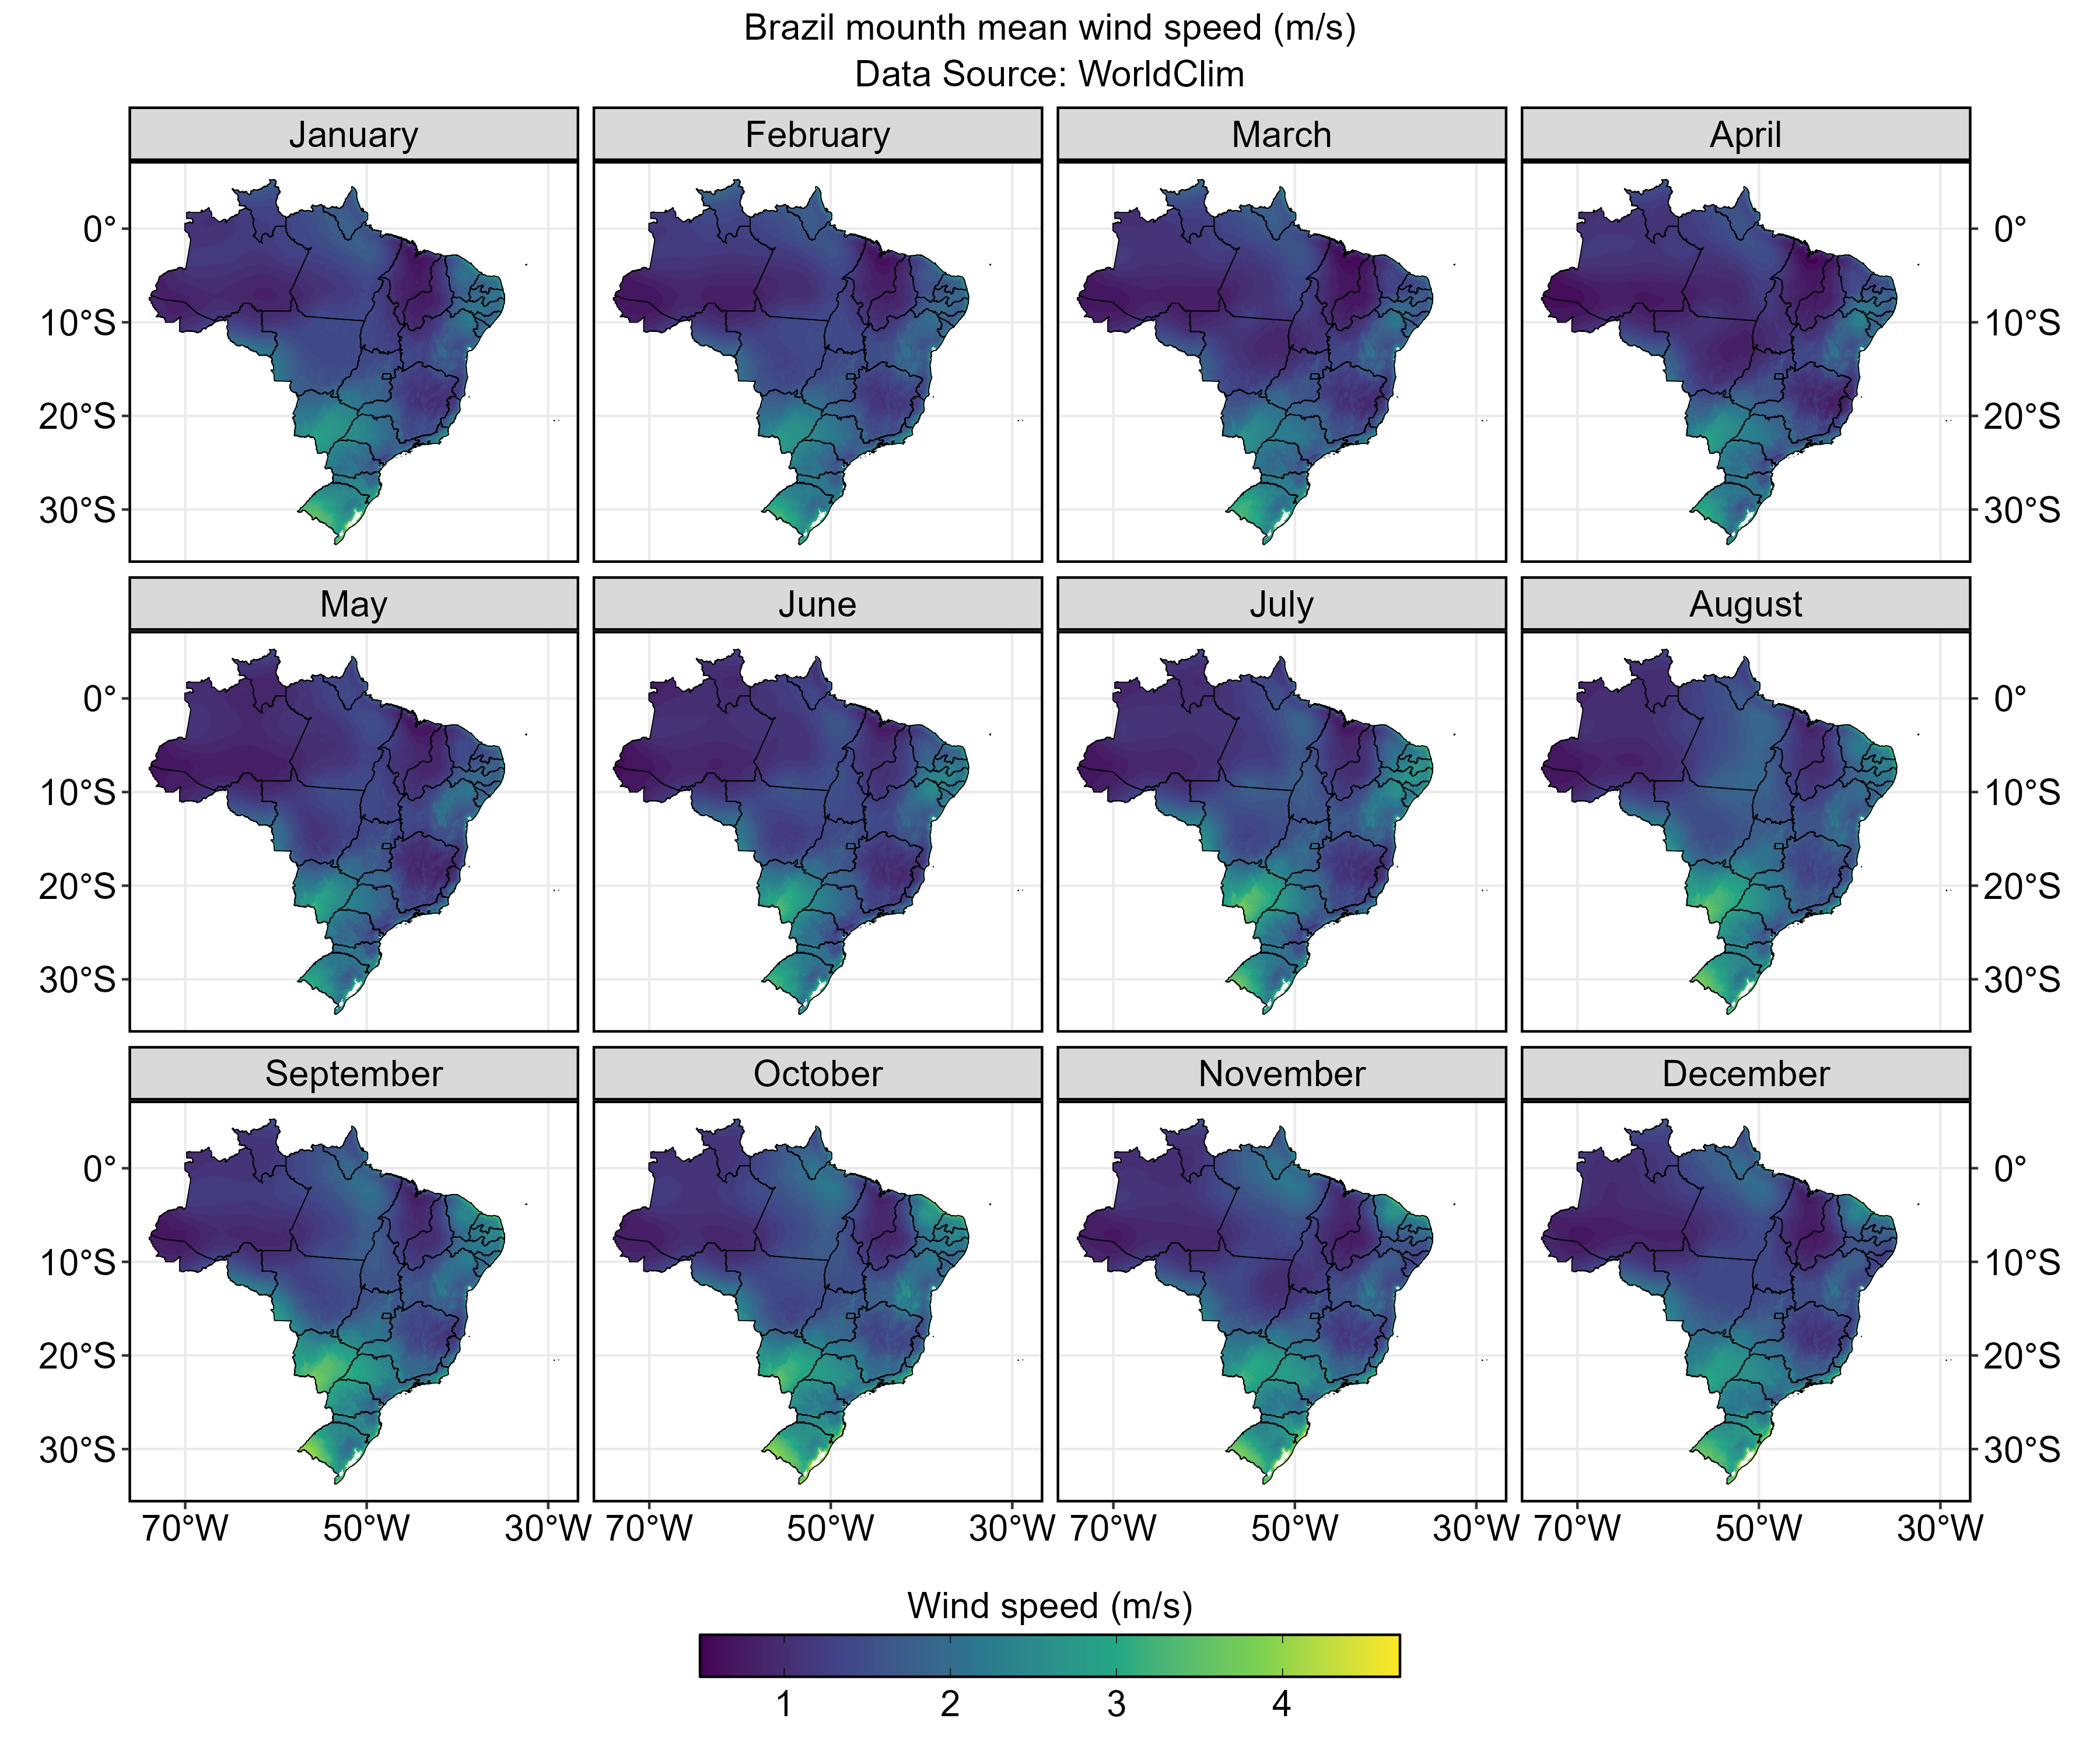 Brazil mounth mean wind speed (m/s)
Data Source: WorldClim
January February March April
0° 0°
10°S 10°S
20°S 20°S
30°S 30°S
May June July August
0° 0°
10°S 10°S
20°S 20°S
30°S 30°S
September October November December
0° 0°
10°S 10°S
20°S 20°S
30°S 30°S
70°W 50°W 30°W 70°W 50°W 30°W 70°W 50°W 30°W 70°W 50°W 30°W
Wind speed (m/s)
1 2 3 4